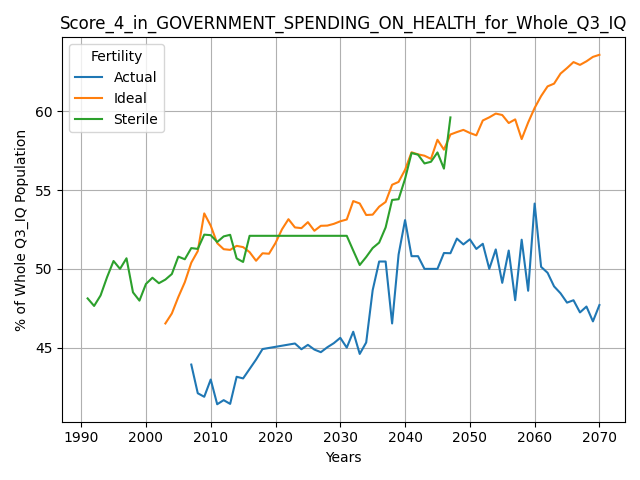 Score_4_in_GOVERNMENT_SPENDING_ON_HEALTH_for_Whole_Q3_IQ
Fertility
Actual
Ideal
Sterile
% of Whole Q3_IQ Population
60
55
50
45
1990 2000 2010 2020 2030 2040 2050 2060 2070
Years